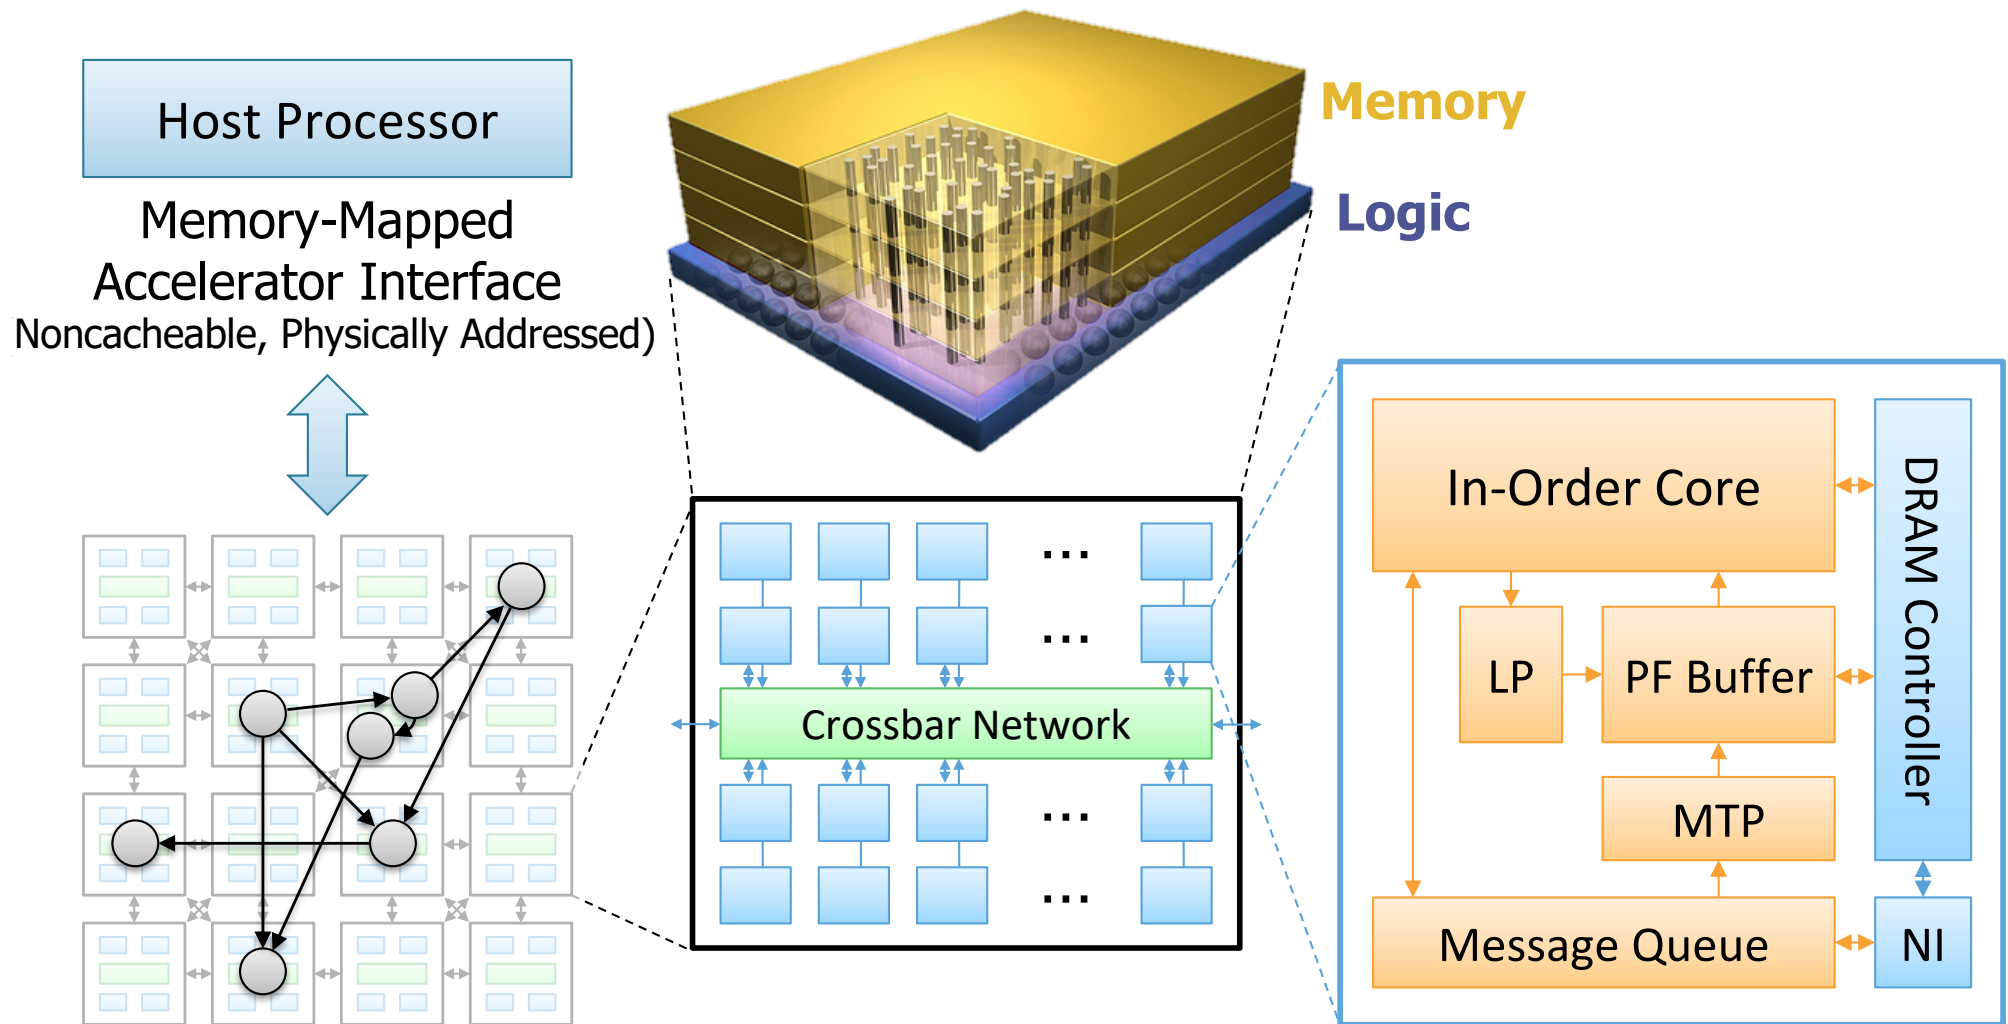 Host Processor
Memory-Mapped
Accelerator Interface
Noncacheable, Physically Addressed)
Memory
Logic
...
...
Crossbar Network
...
...
In-Order Core
LP
PF Buffer
MTP
Message Queue
DRAM Controller
NI